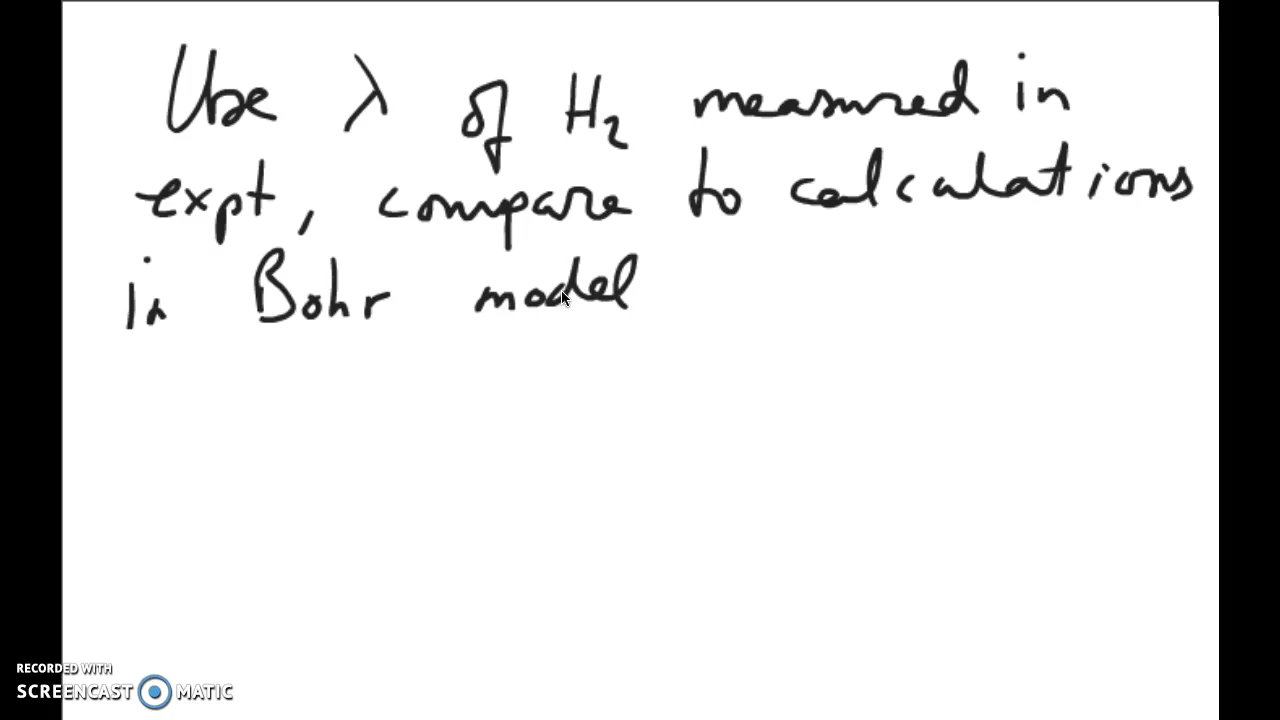 Use λ of H₂ measured in
expt, compare to calculations
in Bohr model
RECORDED WITH
SCREENCAST MATIC